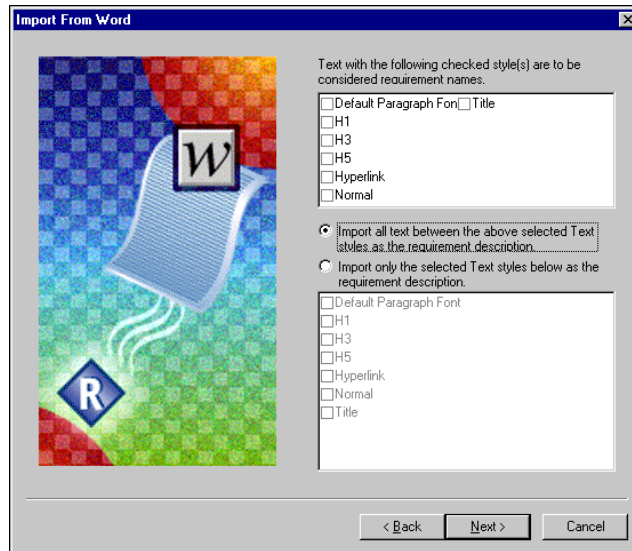 Import From Word
Text with the following checked style(s) are to be
considered requirement names.
Default Paragraph Fon Title
H1
H3
H5
Hyperlink
Normal
Import all text between the above selected Text
styles as the requirement description.
Import only the selected Text styles below as the
requirement description.
Default Paragraph Font
H1
H3
H5
Hyperlink
Normal
Title
W
R
< Back Next > Cancel